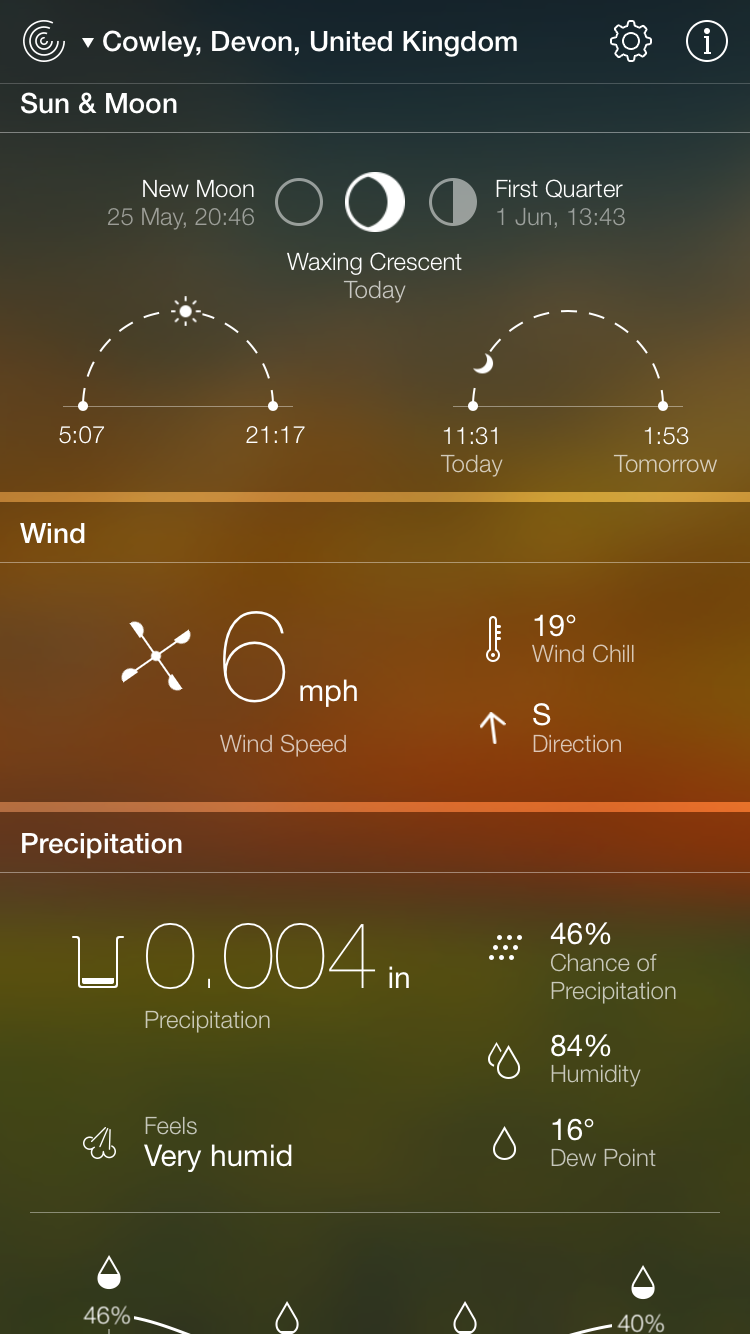 Cowley, Devon, United Kingdom
Sun & Moon
New Moon
25 May, 20:46
First Quarter
1 Jun, 13:43
Waxing Crescent
Today
5:07
21:17
11:31
Today
1:53
Tomorrow
Wind
6 mph
Wind Speed
19°
Wind Chill
S
Direction
Precipitation
0.004 in
Precipitation
46%
Chance of
Precipitation
84%
Humidity
Feels
Very humid
16°
Dew Point
46%
40%